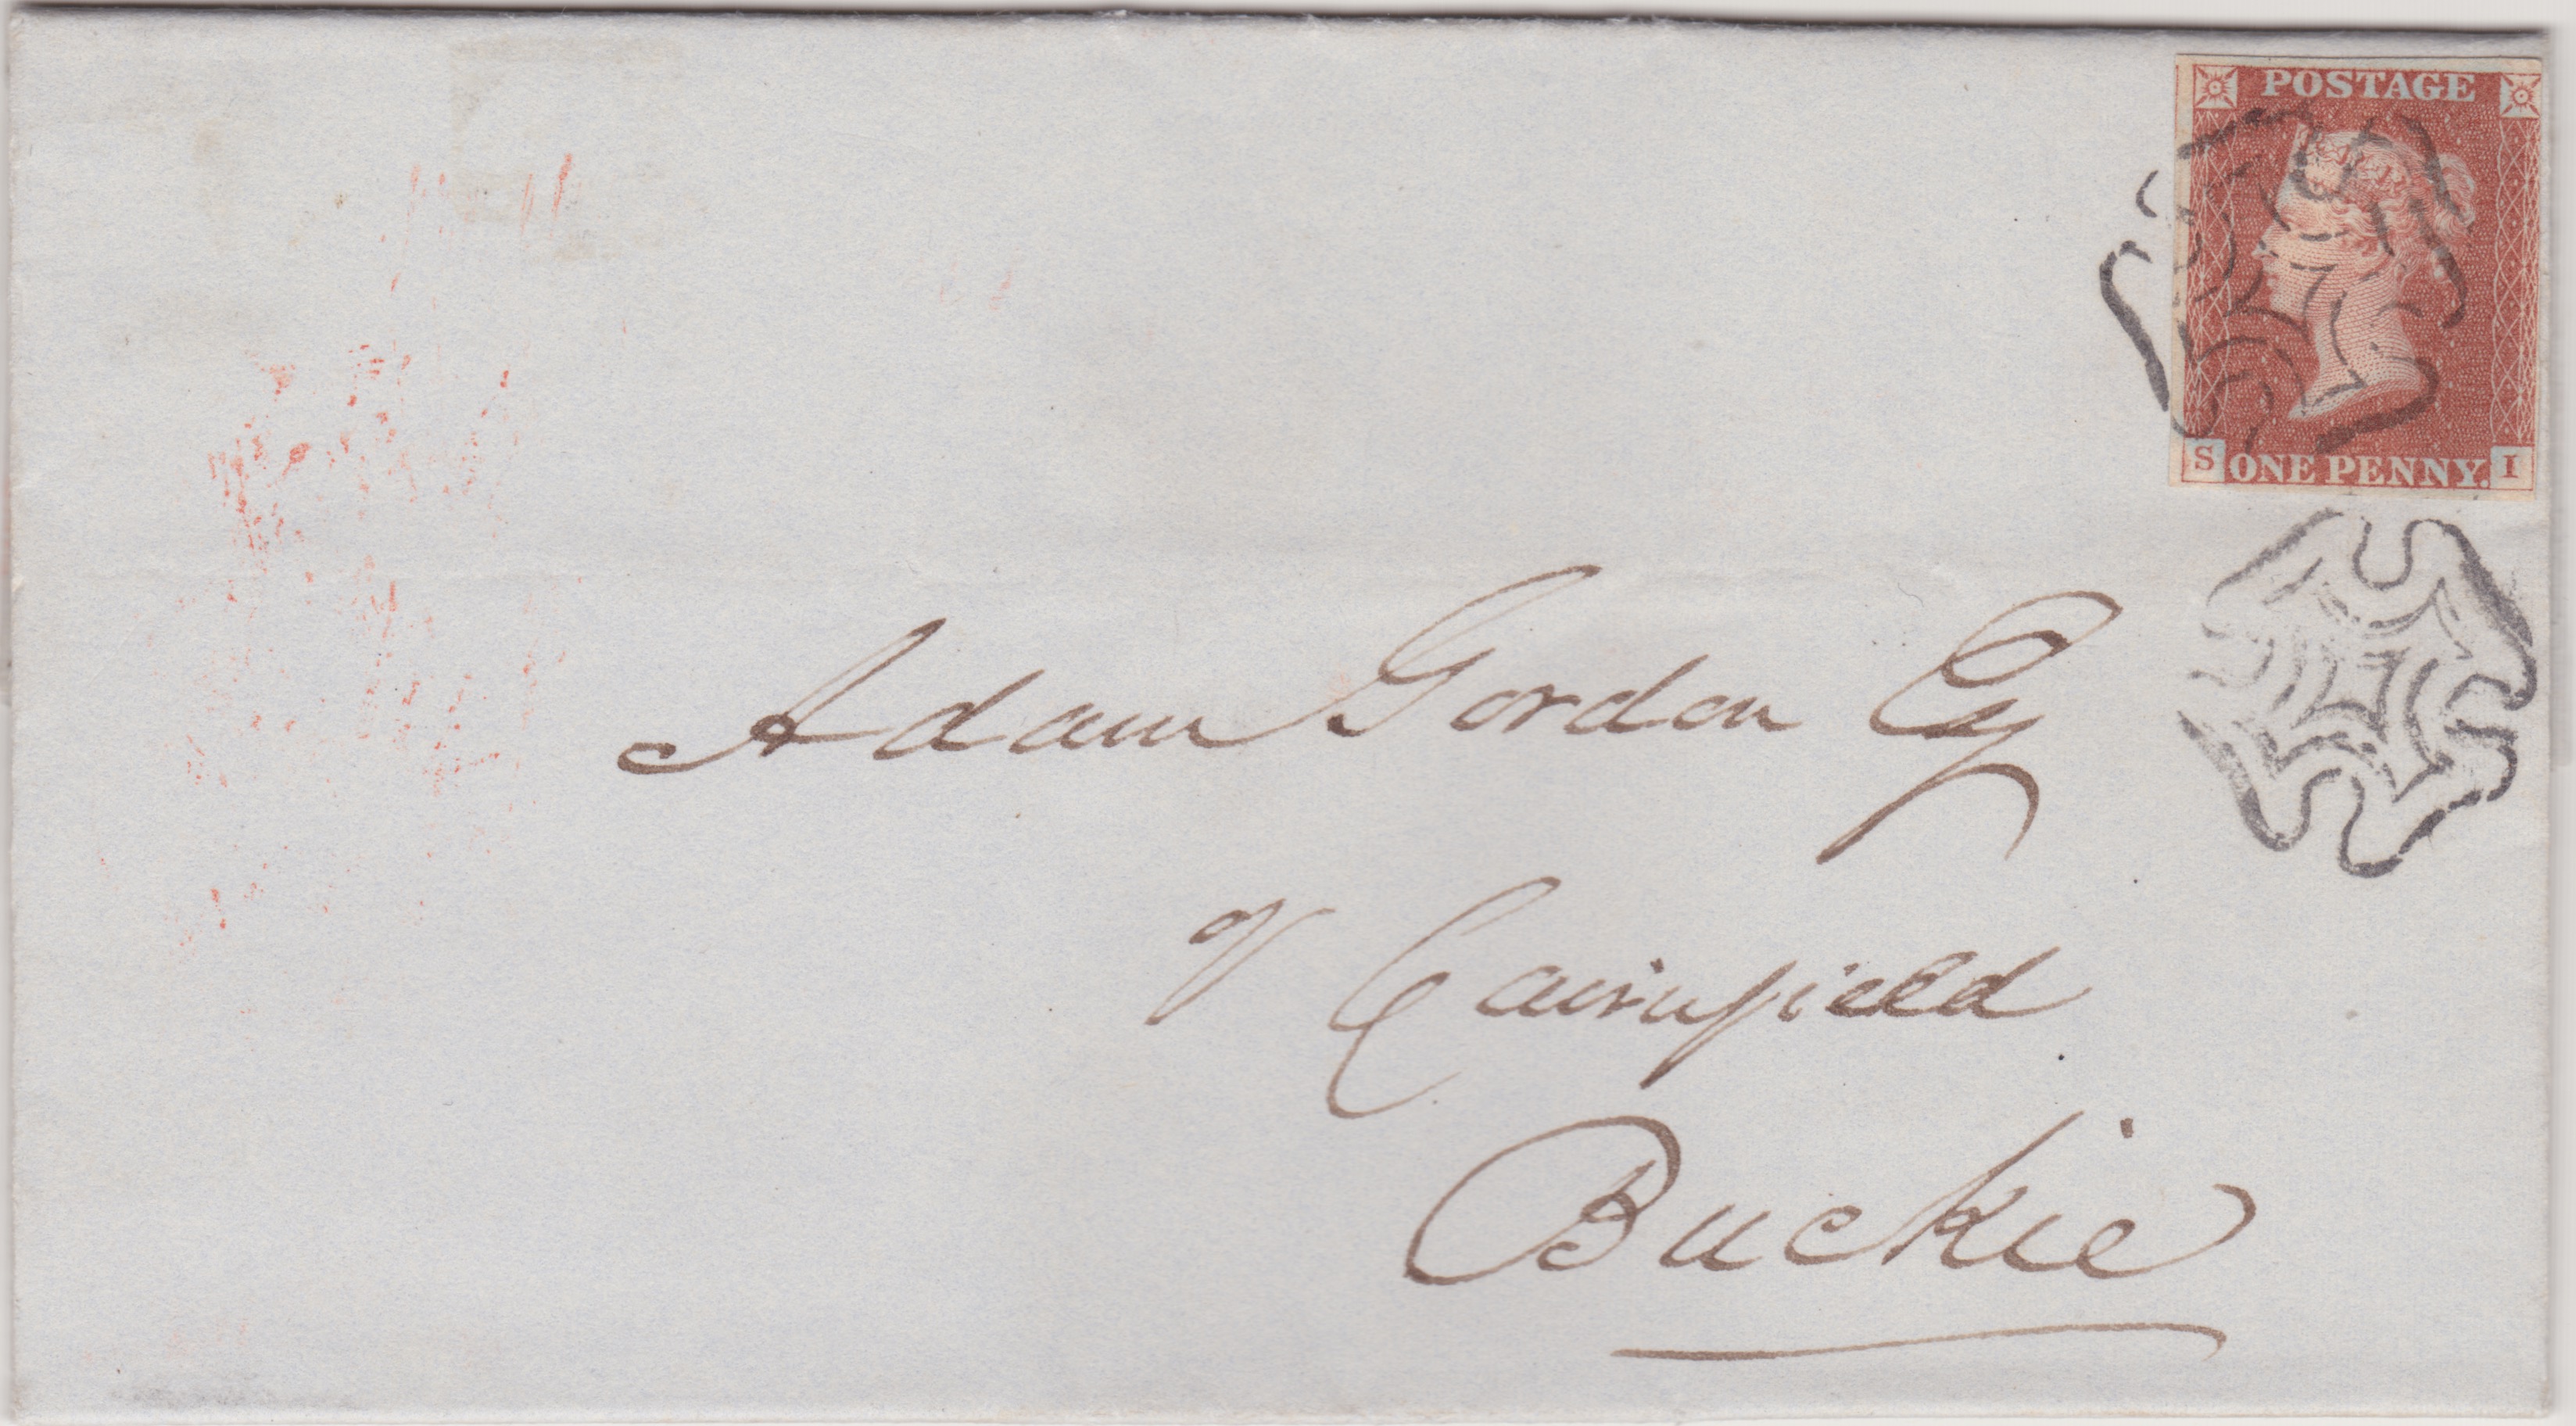 POSTAGE
S ONE PENNY. I
Adam Gordon Esq
of Cairnfield
Buckie